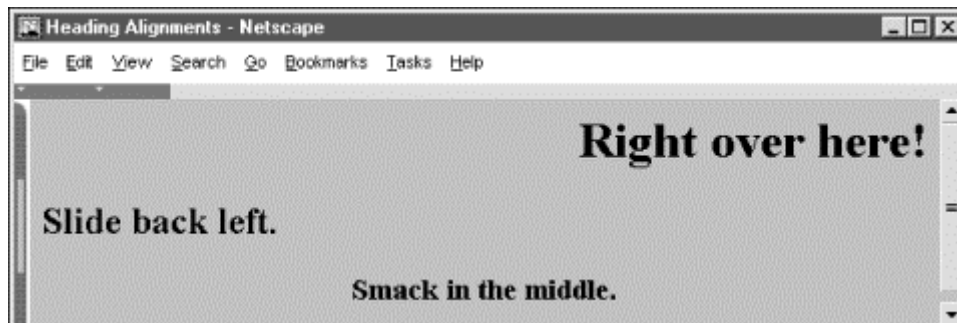 Heading Alignments - Netscape
File Edit View Search Go Bookmarks Tasks Help
Right over here!
Slide back left.
Smack in the middle.